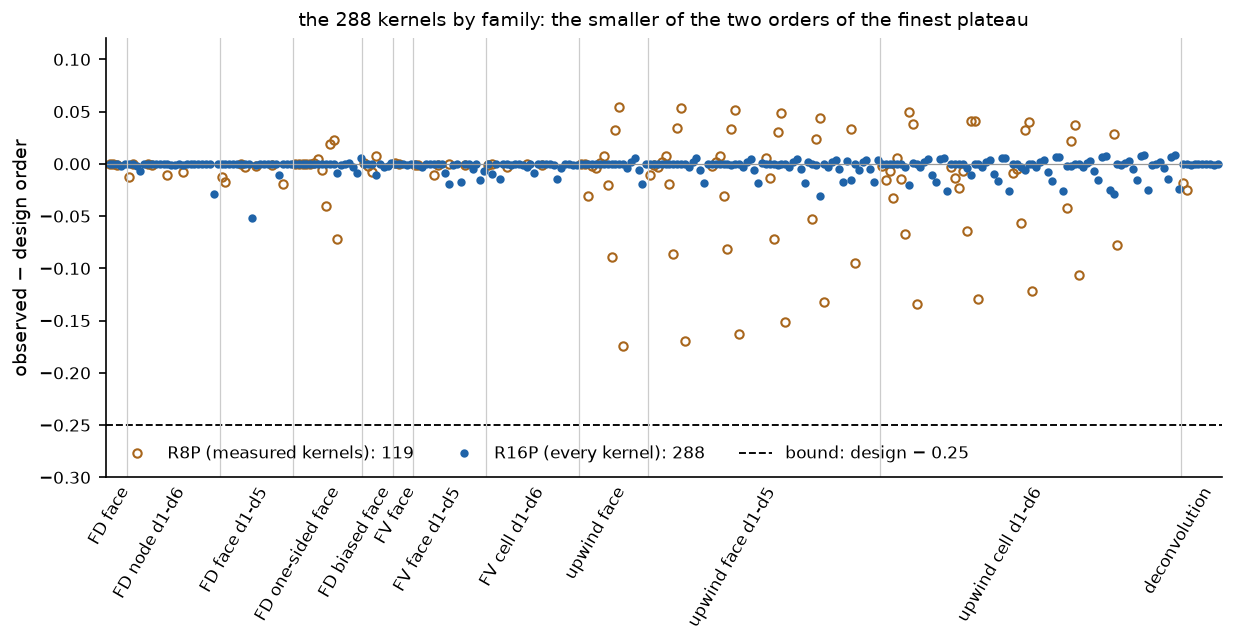 the 288 kernels by family: the smaller of the two orders of the finest plateau
observed − design order
0.10
0.05
0.00
−0.05
−0.10
−0.15
−0.20
−0.25
−0.30
R8P (measured kernels): 119
R16P (every kernel): 288
bound: design − 0.25
FD face
FD node d1-d6
FD face d1-d5
FD one-sided face
FD biased face
FV face
FV face d1-d5
FV cell d1-d6
upwind face
upwind face d1-d5
upwind cell d1-d6
deconvolution